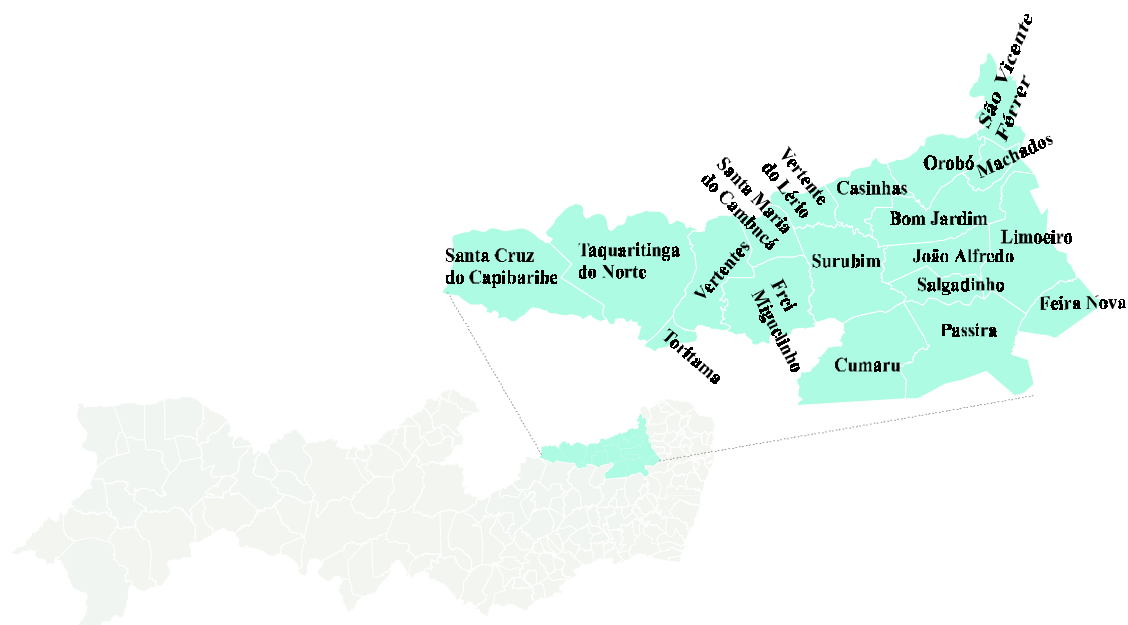 São Vicente
Férrer
Machados
Orobó
Vertente
do Lério
Casinhas
Santa Maria
do Cambucá
Bom Jardim
Limoeiro
Santa Cruz
do Capibaribe
Taquaritinga
do Norte
Vertentes
Surubim
João Alfredo
Salgadinho
Frei
Miguelinho
Feira Nova
Toritama
Passira
Cumaru